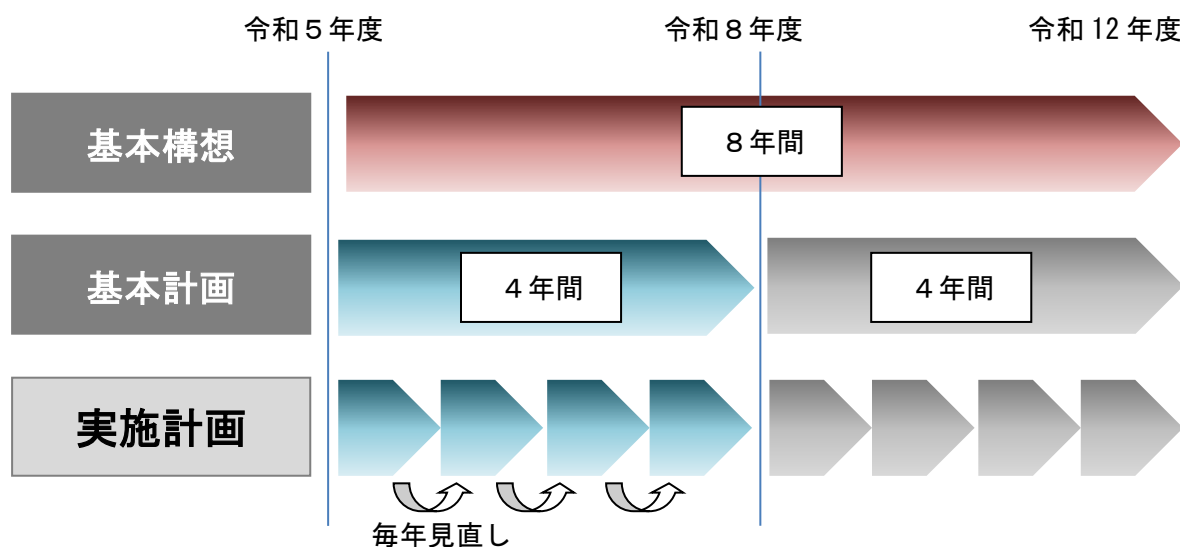 令和５年度
令和８年度
令和 12 年度
基本構想
８年間
基本計画
４年間
４年間
実施計画
毎年見直し